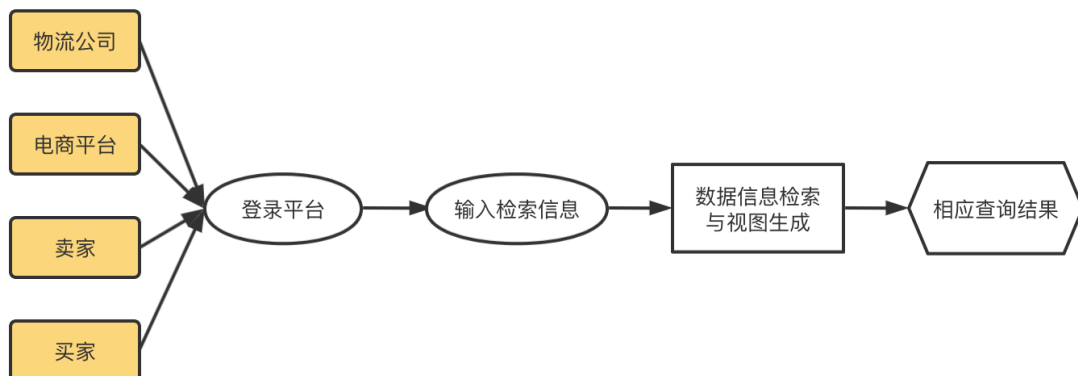 物流公司
电商平台
卖家
买家
登录平台
输入检索信息
数据信息检索
与视图生成
相应查询结果